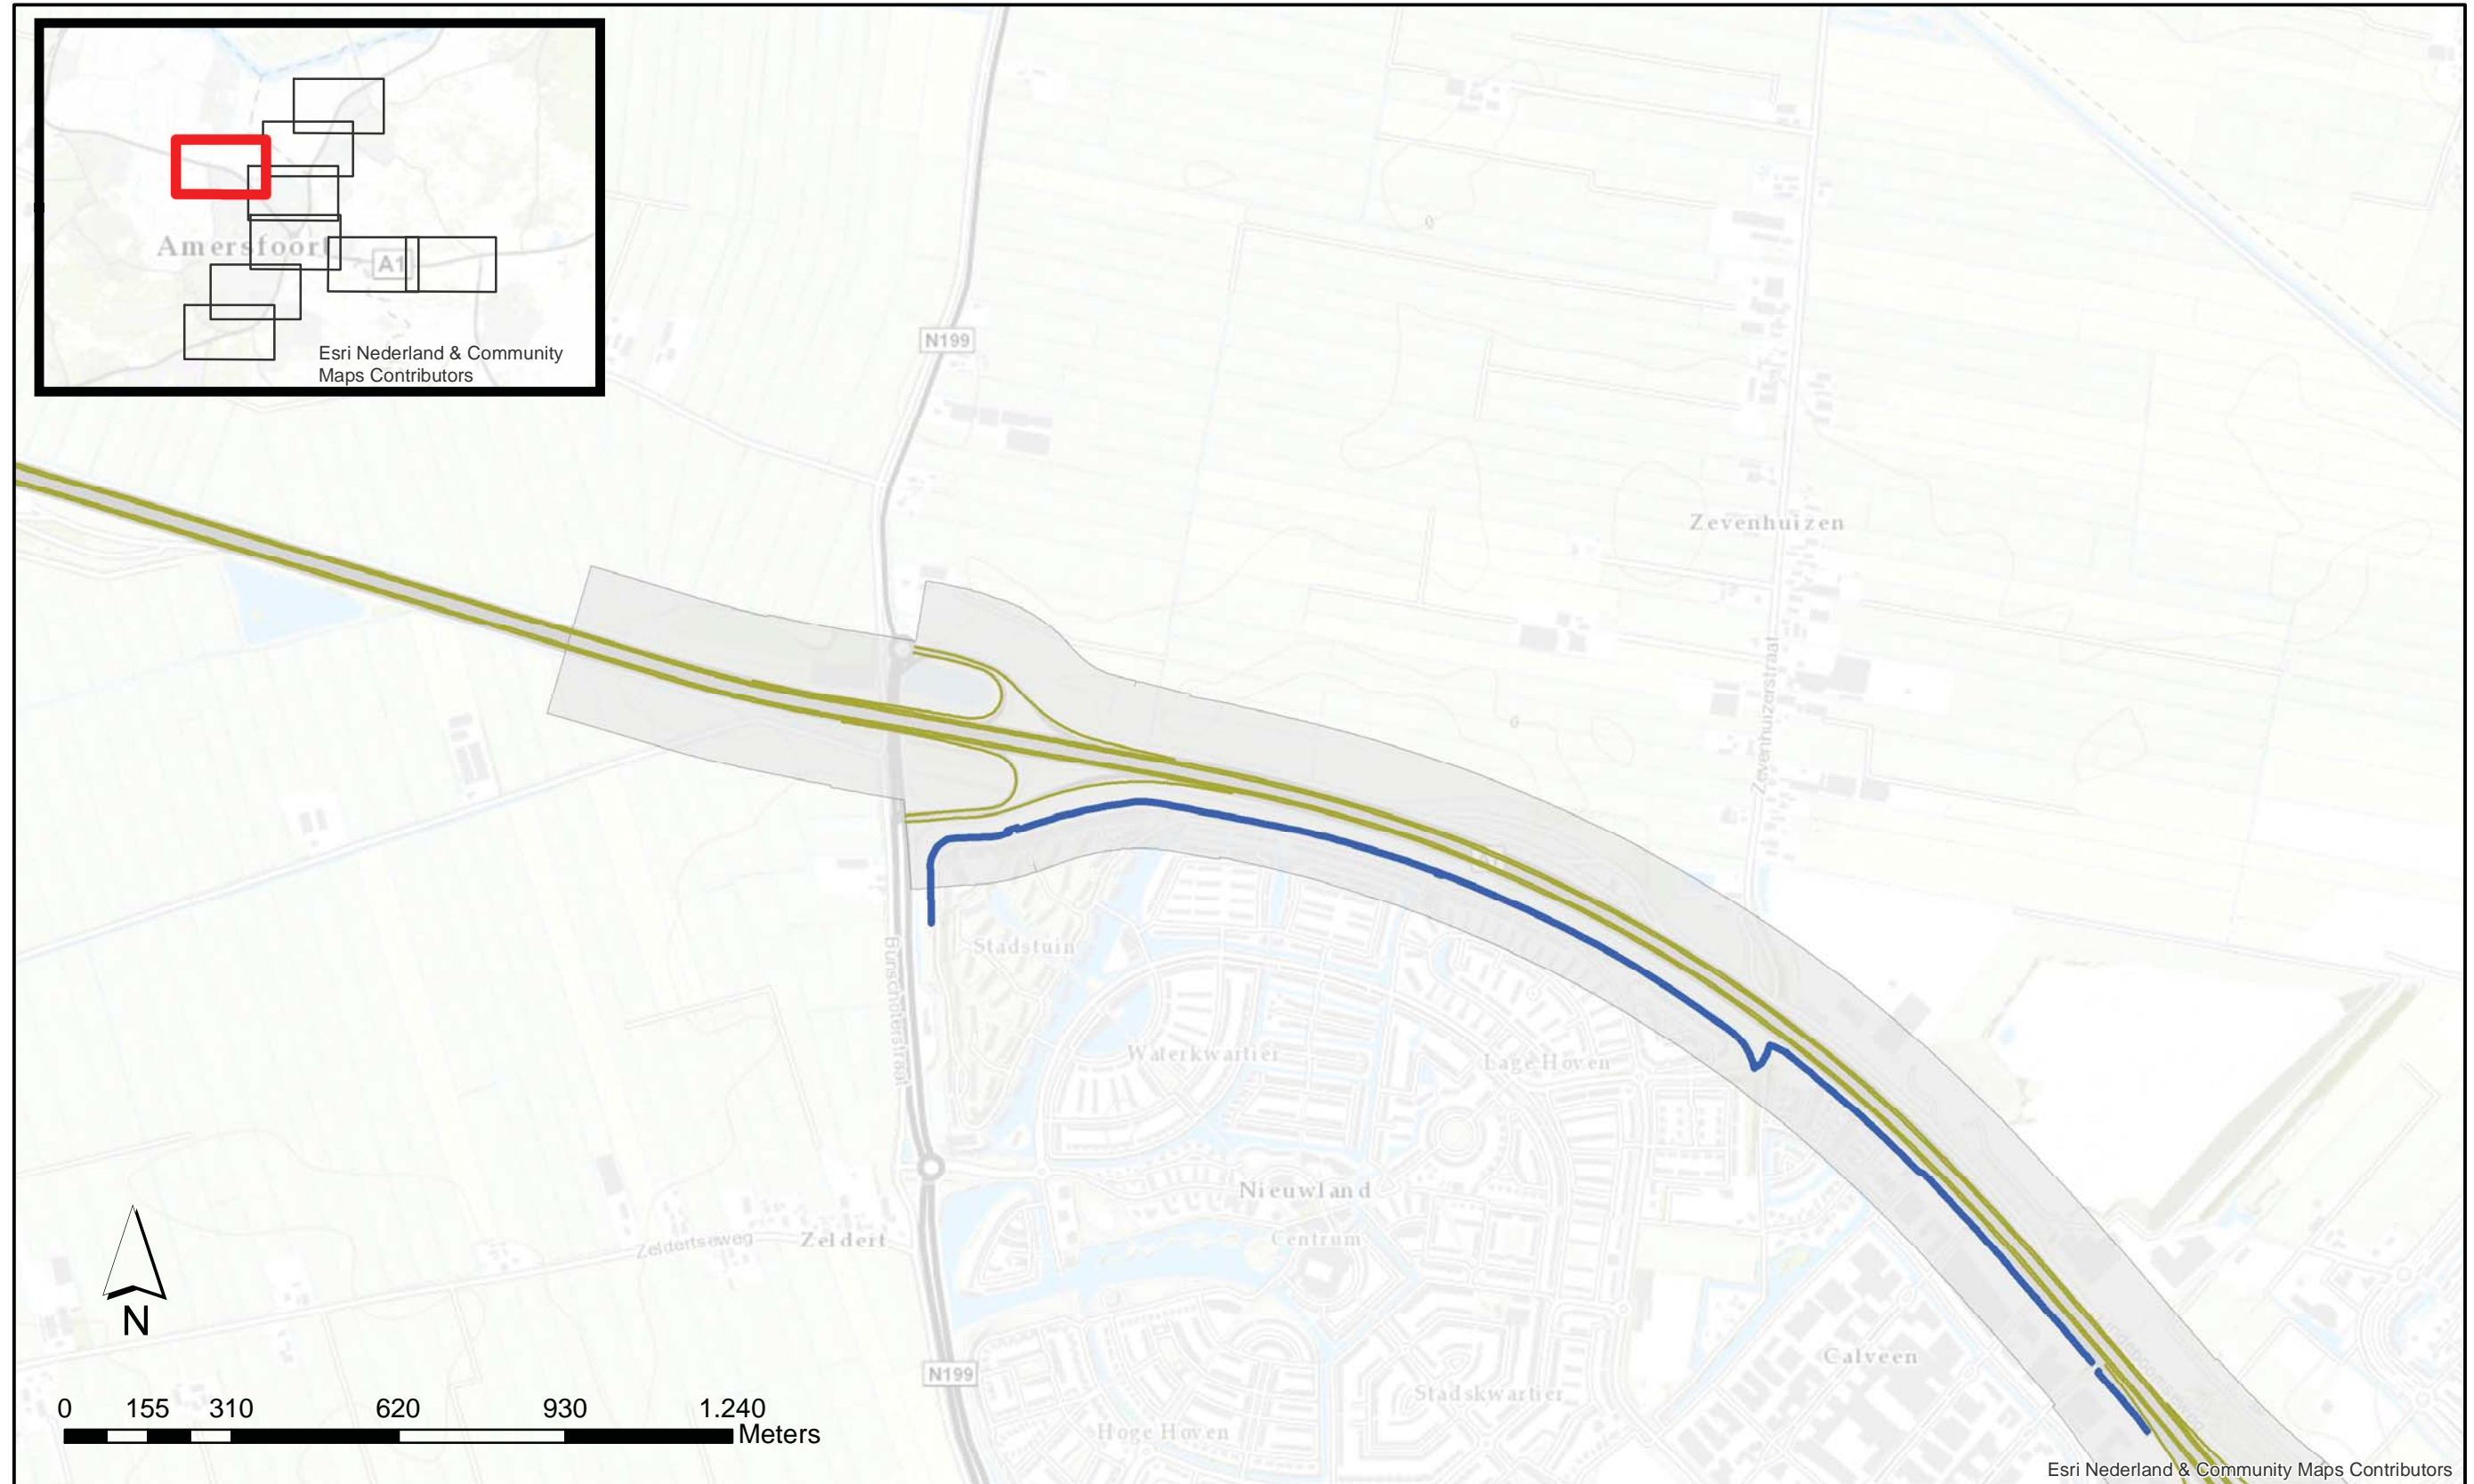 Amersfoort
A1
Esri Nederland & Community
Maps Contributors
N199
Zevenhuizen
Zevenhuizerstraat
A1
Stadstuin
Bunschoterstraat
Waterkwartier
Lage Hoven
Nieuwland
Centrum
Zeldertseweg
Zeldert
N
N199
Calveen
Stadskwartier
Hoge Hoven
0 155 310 620 930 1.240
Meters
Esri Nederland & Community Maps Contributors